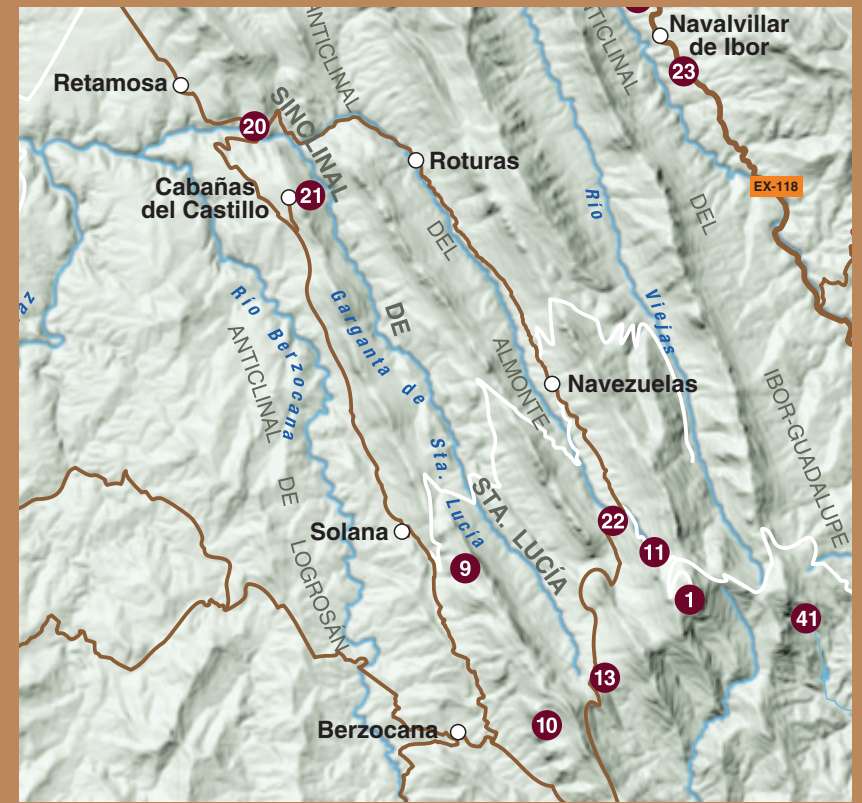 Navalvillar
de Ibor
23
Retamosa
ANTICLINAL
ANTICLINAL
SINCLINAL
20
Roturas
EX-118
Cabañas
del Castillo
21
Río
DEL
DEL
Río Berzocana
Garganta de
Sta. Lucía
DE
Viejas
ANTICLINAL
ALMONTE
Navezuelas
IBOR-GUADALUPE
DE
STA. LUCÍA
Solana
22
LOGROSÁN
9
11
1
41
13
10
Berzocana